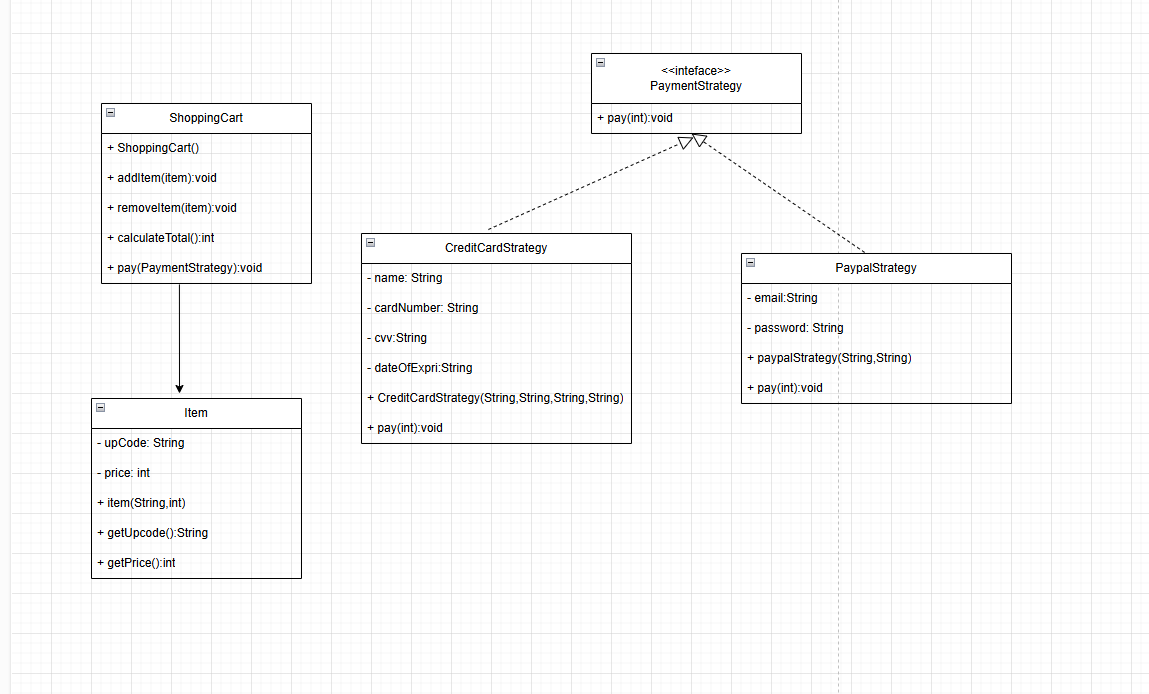 ShoppingCart
+ ShoppingCart()
+ addItem(item):void
+ removeItem(item):void
+ calculateTotal():int
+ pay(PaymentStrategy):void
<<inteface>>
PaymentStrategy
+ pay(int):void
CreditCardStrategy
- name: String
- cardNumber: String
- cvv:String
- dateOfExpri:String
+ CreditCardStrategy(String,String,String,String)
+ pay(int):void
PaypalStrategy
- email:String
- password: String
+ paypalStrategy(String,String)
+ pay(int):void
Item
- upCode: String
- price: int
+ item(String,int)
+ getUpcode():String
+ getPrice():int